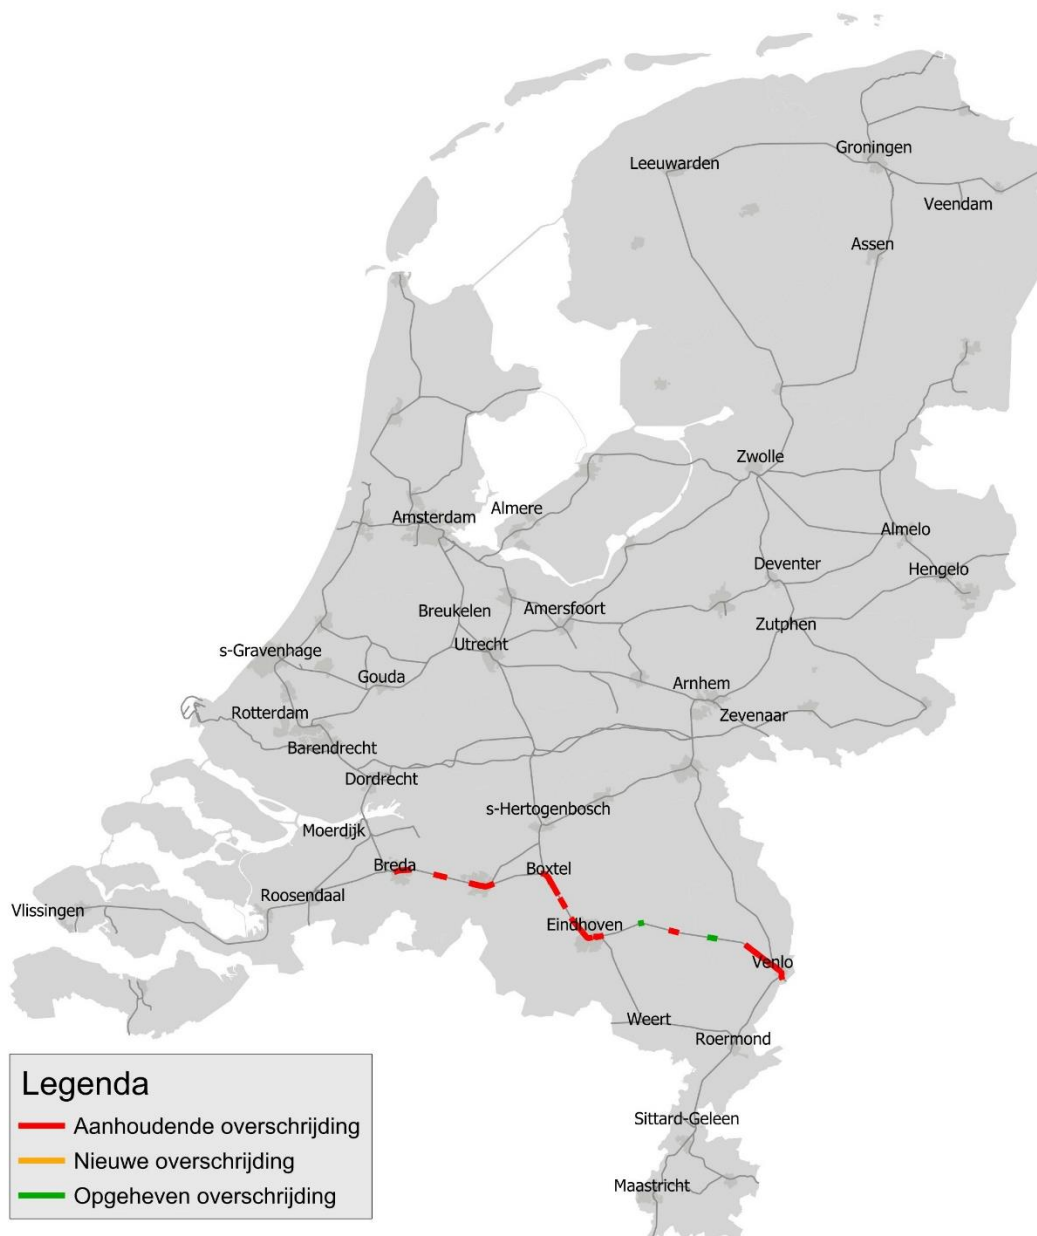 Groningen
Leeuwarden
Veendam
Assen
Zwolle
Almere
Amsterdam
Almelo
Deventer
Hengelo
Breukelen
Amersfoort
Zutphen
Utrecht
s-Gravenhage
Gouda
Arnhem
Rotterdam
Zevenaar
Barendrecht
Dordrecht
s-Hertogenbosch
Moerdijk
Breda
Boxtel
Roosendaal
Vlissingen
Eindhoven
Venlo
Weert
Roermond
Legenda
Aanhoudende overschrijding
Nieuwe overschrijding
Opgeheven overschrijding
Sittard-Geleen
Maastricht